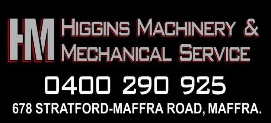 HM HIGGINS MACHINERY &
MECHANICAL SERVICE
0400 290 925
678 STRATFORD-MAFFRA ROAD, MAFFRA.